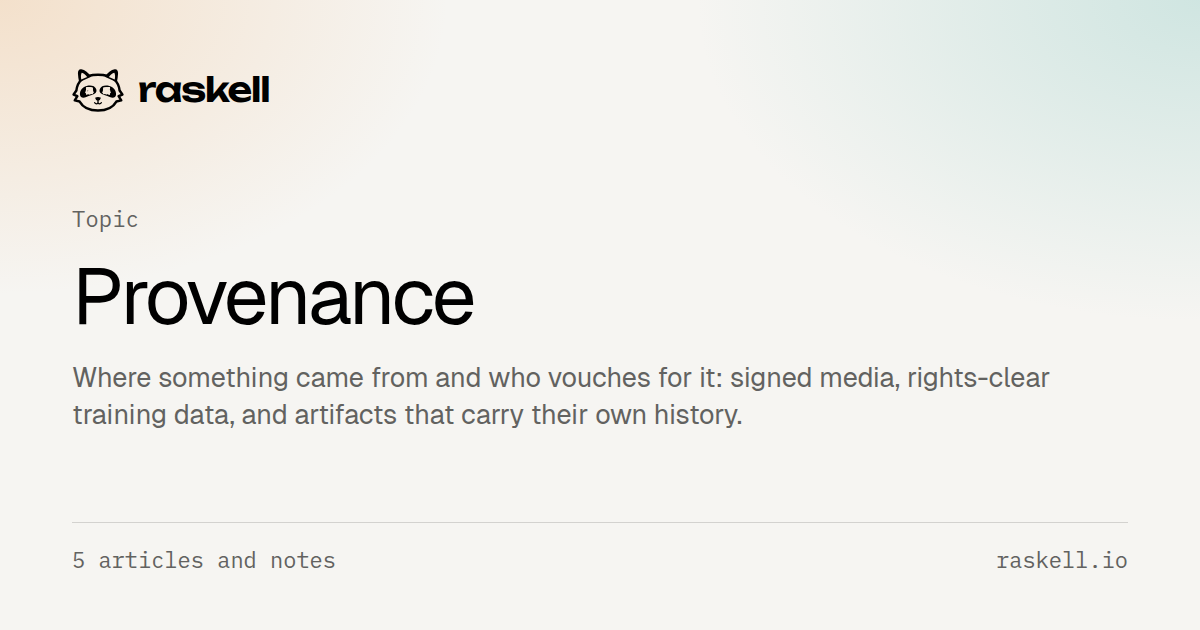 raskell
Topic
Provenance
Where something came from and who vouches for it: signed media, rights-clear
training data, and artifacts that carry their own history.
5 articles and notes
raskell.io